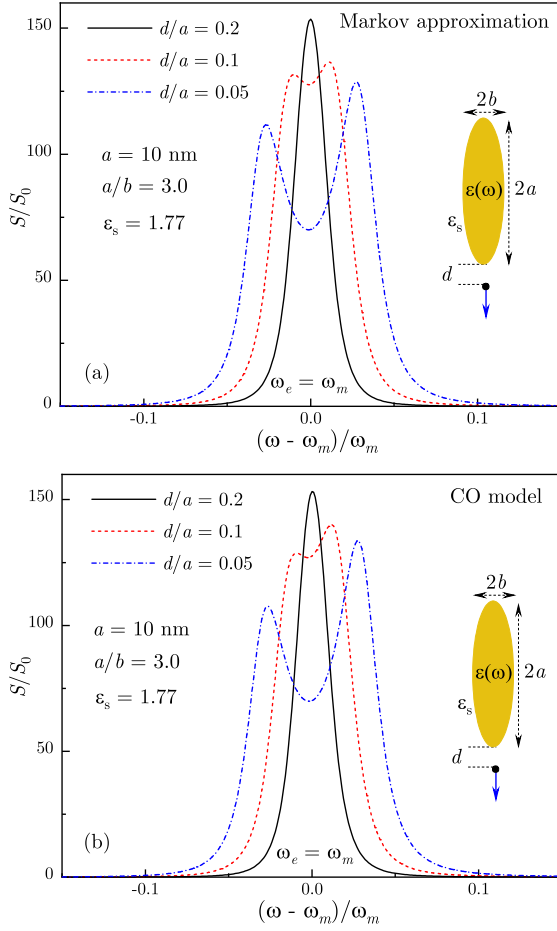 Markov approximation
d/a = 0.2
d/a = 0.1
d/a = 0.05
a = 10 nm
a/b = 3.0
εs = 1.77
2b
ε(ω)
2a
εs
d
(a)
ωe = ωm
S/S0
0
50
100
150
-0.1
0.0
0.1
(ω - ωm)/ωm
CO model
d/a = 0.2
d/a = 0.1
d/a = 0.05
a = 10 nm
a/b = 3.0
εs = 1.77
2b
ε(ω)
2a
εs
d
(b)
ωe = ωm
S/S0
0
50
100
150
-0.1
0.0
0.1
(ω - ωm)/ωm